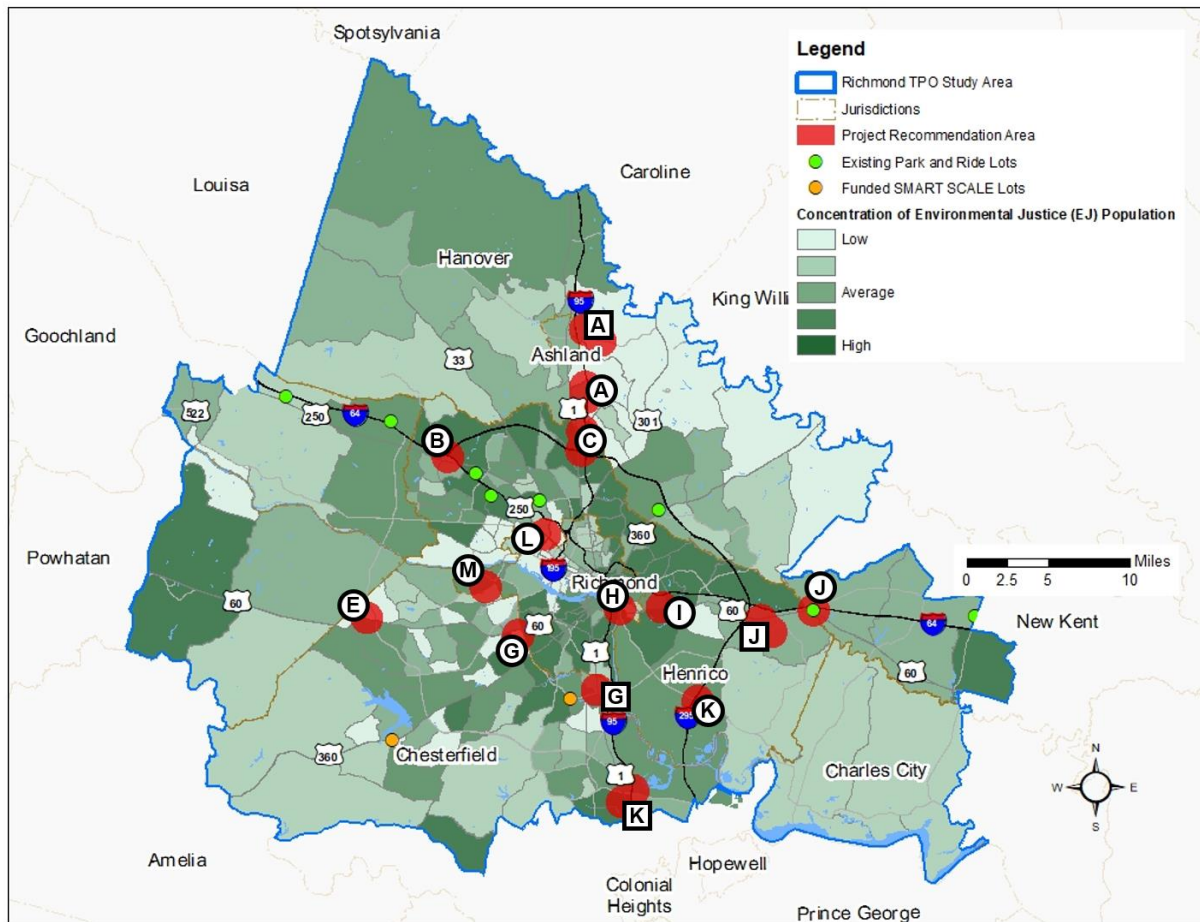 Spotsylvania
Legend
Richmond TPO Study Area
Jurisdictions
Project Recommendation Area
Existing Park and Ride Lots
Funded SMART SCALE Lots
Concentration of Environmental Justice (EJ) Population
Low
Average
High
Louisa
Caroline
Hanover
95
King Willi
A
Goochland
Ashland
33
A
522
250
64
1
301
B
C
250
360
L
Powhatan
M
195
Richmond
Miles
0
2.5
5
10
60
E
H
I
60
J
J
New Kent
60
64
G
1
Henrico
60
G
K
95
295
360
Chesterfield
1
Charles City
N
W
E
S
K
Amelia
Hopewell
Colonial
Heights
Prince George